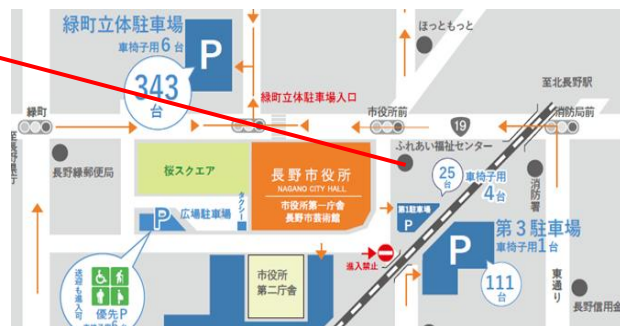 緑町立体駐車場
車椅子用6台
P
343
台
ほっともっと
至北長野駅
緑町立体駐車場入口
緑町
市役所前
19
消防局前
長野緑郵便局
桜スクエア
長野市役所
NAGANO CITY HALL
市役所第一庁舎
長野市芸術館
タクシー
P
広場駐車場
ふれあい福祉センター
25
台
車椅子用
4台
第1駐車場
P
消防署
第3駐車場
車椅子用1台
P
111
台
進入禁止
市役所
第二庁舎
送迎も進入可
優先P
東通り
長野信用金